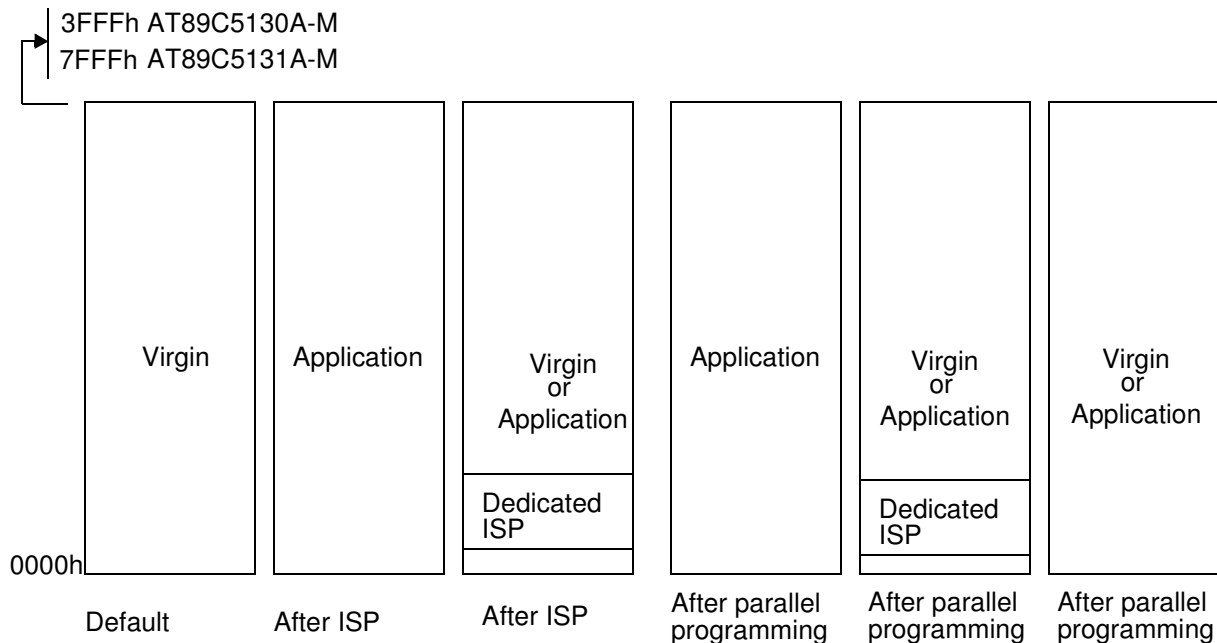 3FFFh AT89C5130A-M
7FFFh AT89C5131A-M
Virgin
Application
Virgin
or
Application
Dedicated
ISP
Application
Virgin
or
Application
Dedicated
ISP
Virgin
or
Application
0000h
Default
After ISP
After ISP
After parallel
programming
After parallel
programming
After parallel
programming